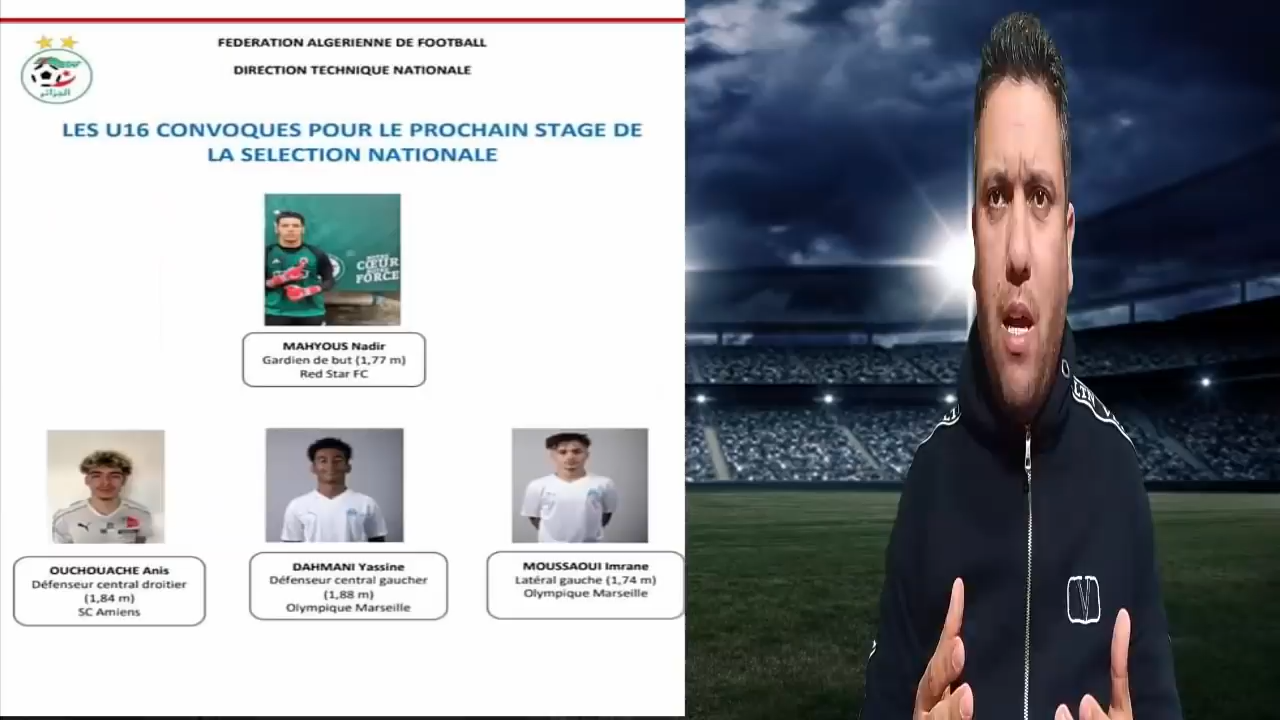 FEDERATION ALGERIENNE DE FOOTBALL
DIRECTION TECHNIQUE NATIONALE
الجزائر
LES U16 CONVOQUES POUR LE PROCHAIN STAGE DE
LA SELECTION NATIONALE
CŒUR
FORCE
MAHYOUS Nadir
Gardien de but (1,77 m)
Red Star FC
OUCHOUACHE Anis
Défenseur central droitier
(1,84 m)
SC Amiens
DAHMANI Yassine
Défenseur central gaucher
(1,88 m)
Olympique Marseille
MOUSSAOUI Imrane
Latéral gauche (1,74 m)
Olympique Marseille
V